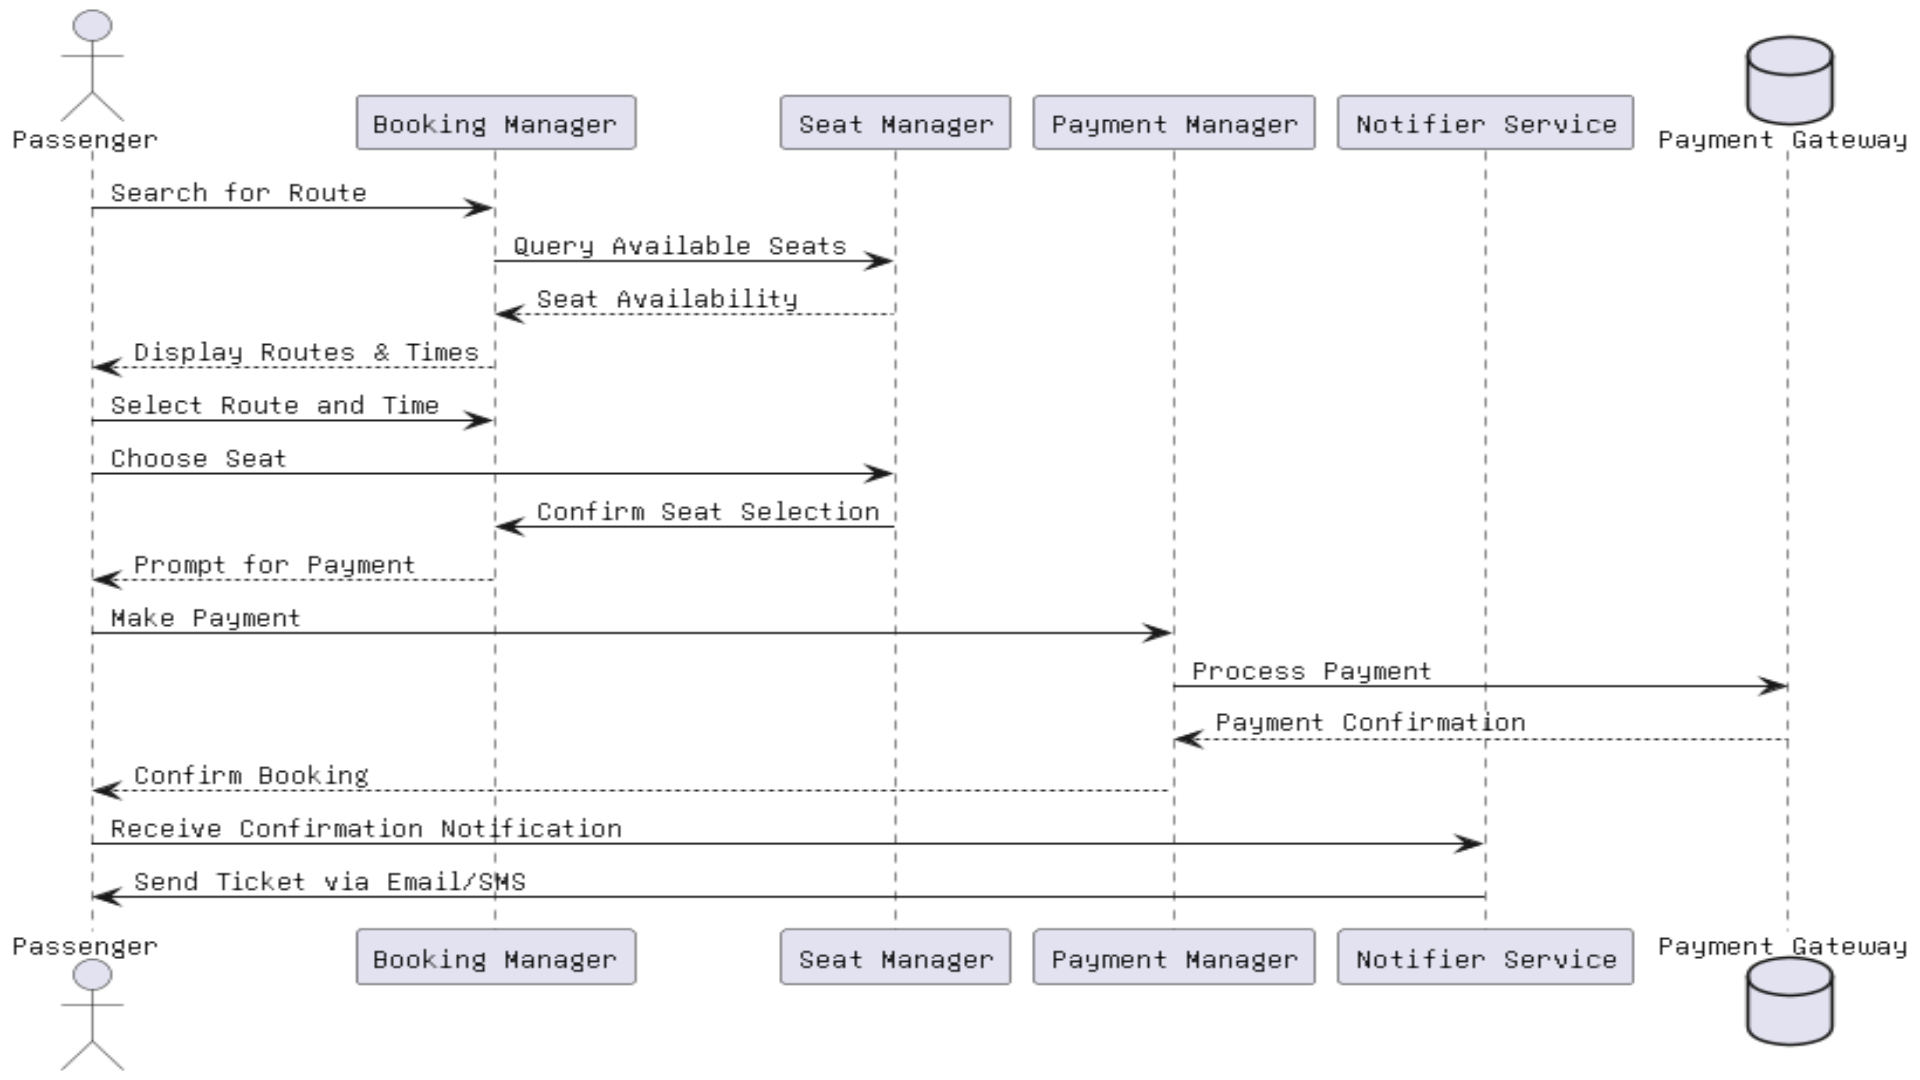 Passenger
Booking Manager
Seat Manager
Payment Manager
Notifier Service
Payment Gateway
Search for Route
Query Available Seats
Seat Availability
Display Routes & Times
Select Route and Time
Choose Seat
Confirm Seat Selection
Prompt for Payment
Make Payment
Process Payment
Payment Confirmation
Confirm Booking
Receive Confirmation Notification
Send Ticket via Email/SMS
Passenger
Booking Manager
Seat Manager
Payment Manager
Notifier Service
Payment Gateway